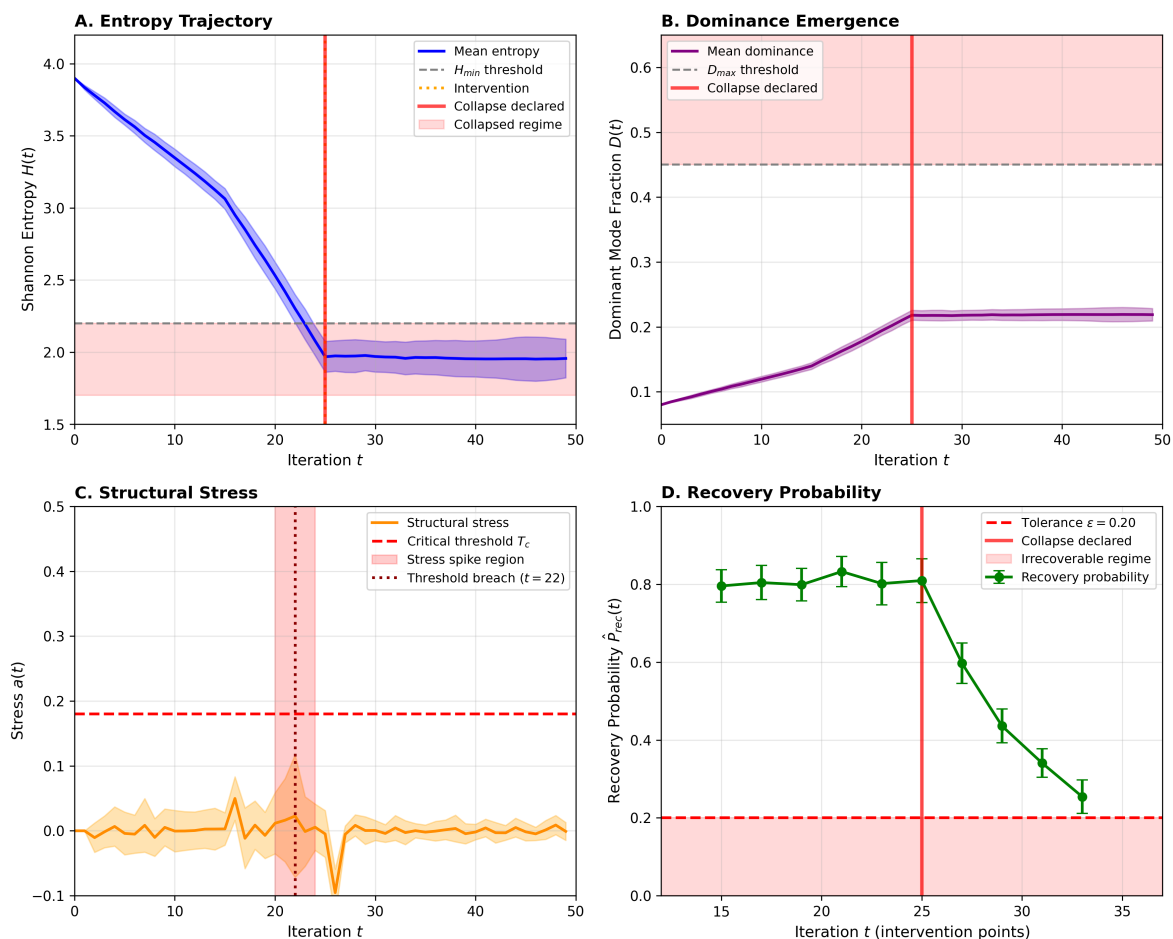 A. Entropy Trajectory
Shannon Entropy H(t)
4.0
3.5
3.0
2.5
2.0
1.5
Mean entropy
H_min threshold
Intervention
Collapse declared
Collapsed regime
0 10 20 30 40 50
Iteration t
B. Dominance Emergence
Dominant Mode Fraction D(t)
0.6
0.5
0.4
0.3
0.2
0.1
Mean dominance
D_max threshold
Collapse declared
0 10 20 30 40 50
Iteration t
C. Structural Stress
Stress a(t)
0.5
0.4
0.3
0.2
0.1
0.0
−0.1
Structural stress
Critical threshold T_c
Stress spike region
Threshold breach (t = 22)
0 10 20 30 40 50
Iteration t
D. Recovery Probability
Recovery Probability P̂_rec(t)
1.0
0.8
0.6
0.4
0.2
0.0
Tolerance ε = 0.20
Collapse declared
Irrecoverable regime
Recovery probability
15 20 25 30 35
Iteration t (intervention points)